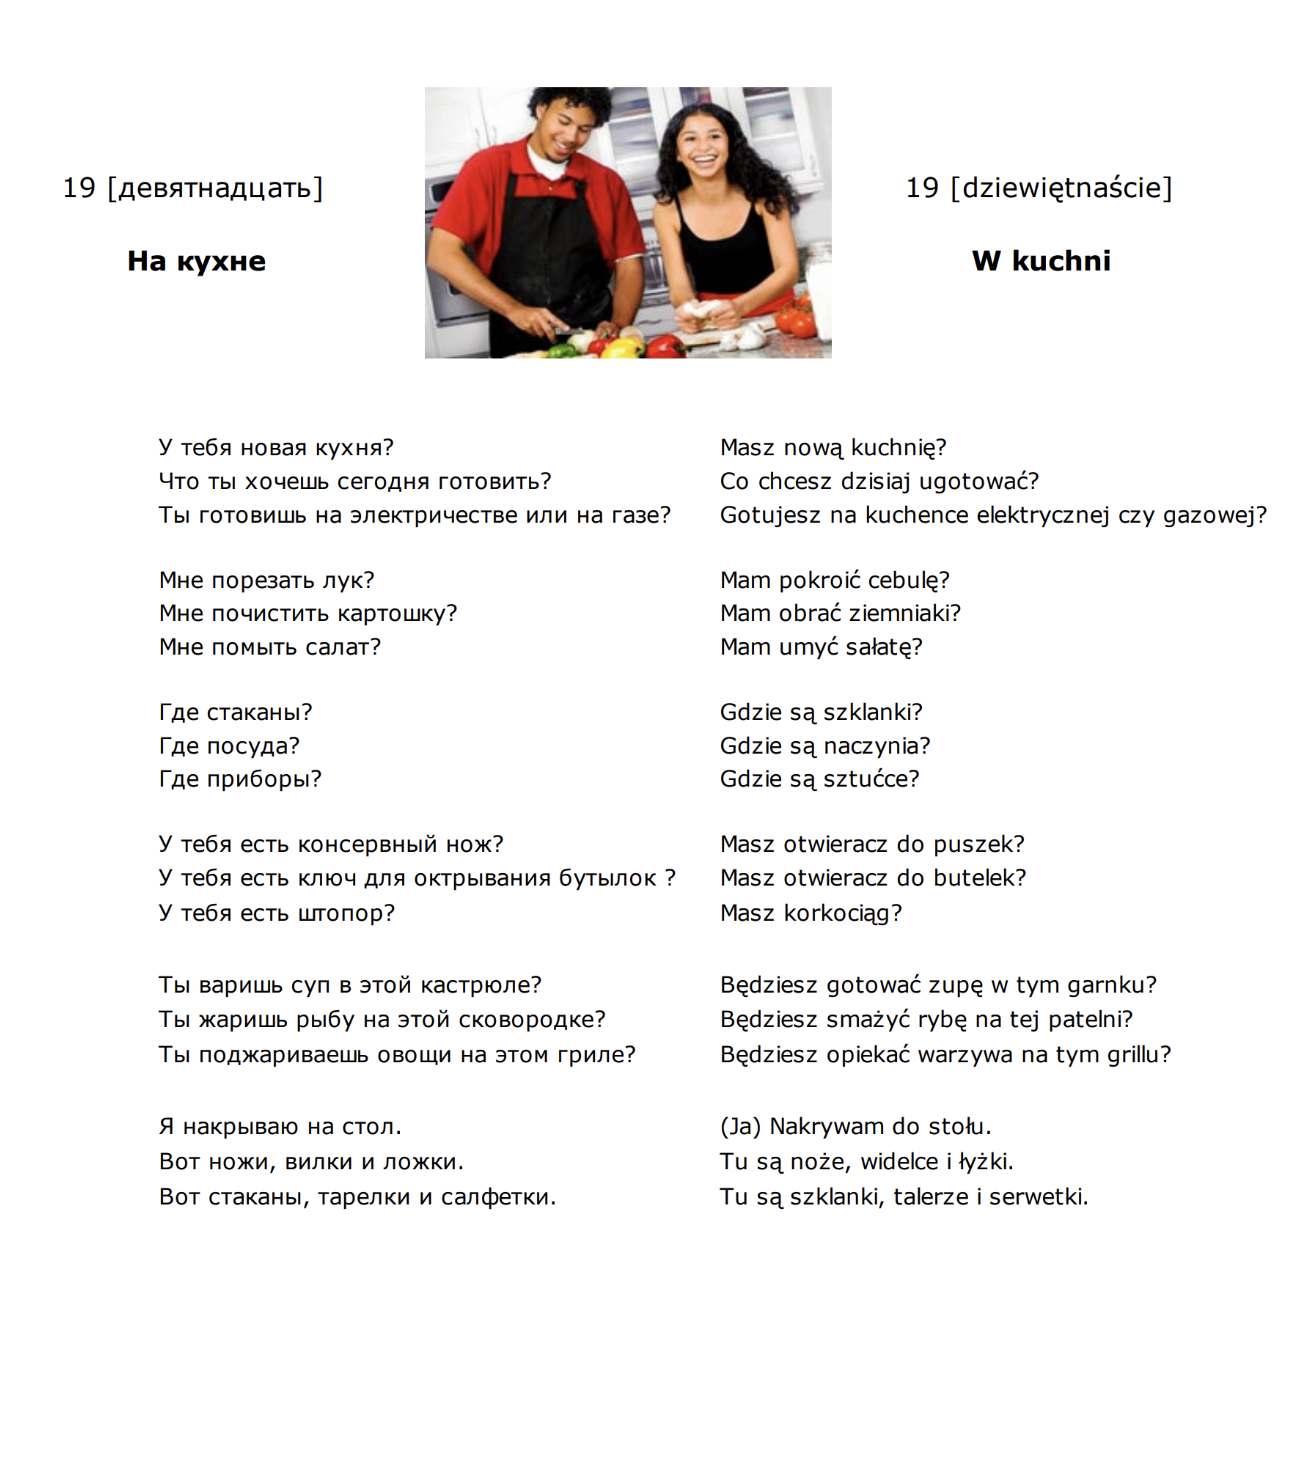 19 [девятнадцать]
На кухне
19 [dziewiętnaście]
W kuchni
У тебя новая кухня?
Что ты хочешь сегодня готовить?
Ты готовишь на электричестве или на газе?
Мне порезать лук?
Мне почистить картошку?
Мне помыть салат?
Где стаканы?
Где посуда?
Где приборы?
У тебя есть консервный нож?
У тебя есть ключ для октрывания бутылок ?
У тебя есть штопор?
Ты варишь суп в этой кастрюле?
Ты жаришь рыбу на этой сковородке?
Ты поджариваешь овощи на этом гриле?
Я накрываю на стол.
Вот ножи, вилки и ложки.
Вот стаканы, тарелки и салфетки.
Masz nową kuchnię?
Co chcesz dzisiaj ugotować?
Gotujesz na kuchence elektrycznej czy gazowej?
Mam pokroić cebulę?
Mam obrać ziemniaki?
Mam umyć sałatę?
Gdzie są szklanki?
Gdzie są naczynia?
Gdzie są sztućce?
Masz otwieracz do puszek?
Masz otwieracz do butelek?
Masz korkociąg?
Będziesz gotować zupę w tym garnku?
Będziesz smażyć rybę na tej patelni?
Będziesz opiekać warzywa na tym grillu?
(Ja) Nakrywam do stołu.
Tu są noże, widelce i łyżki.
Tu są szklanki, talerze i serwetki.